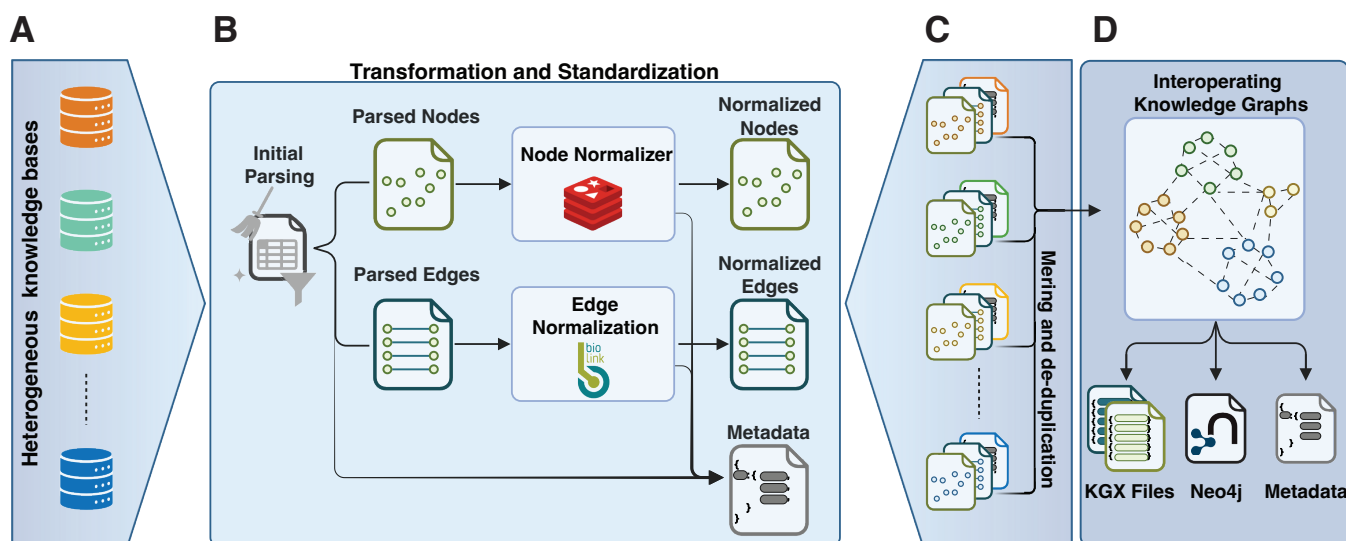 A
B
C
D
Heterogeneous knowledge bases
Transformation and Standardization
Initial
Parsing
Parsed Nodes
Node Normalizer
Normalized
Nodes
Parsed Edges
Edge
Normalization
bio
link
Normalized
Edges
Metadata
Mering and de-duplication
Interoperating
Knowledge Graphs
KGX Files
Neo4j
Metadata